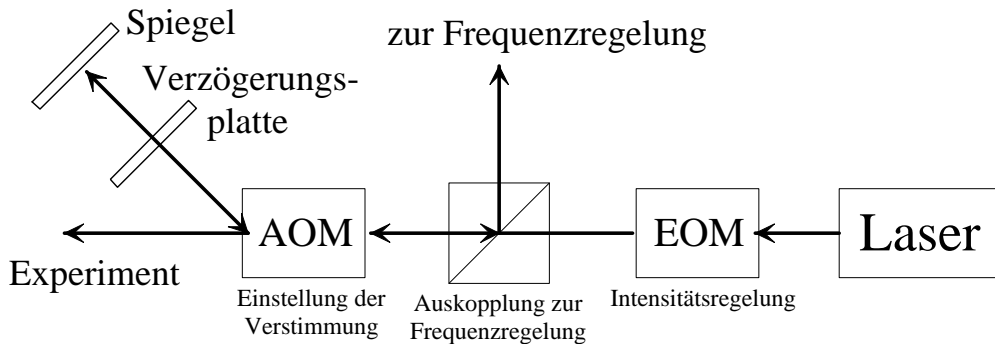 Spiegel
zur Frequenzregelung
Verzögerungs-
platte
AOM
EOM
Laser
Experiment
Einstellung der
Verstimmung
Auskopplung zur
Frequenzregelung
Intensitätsregelung